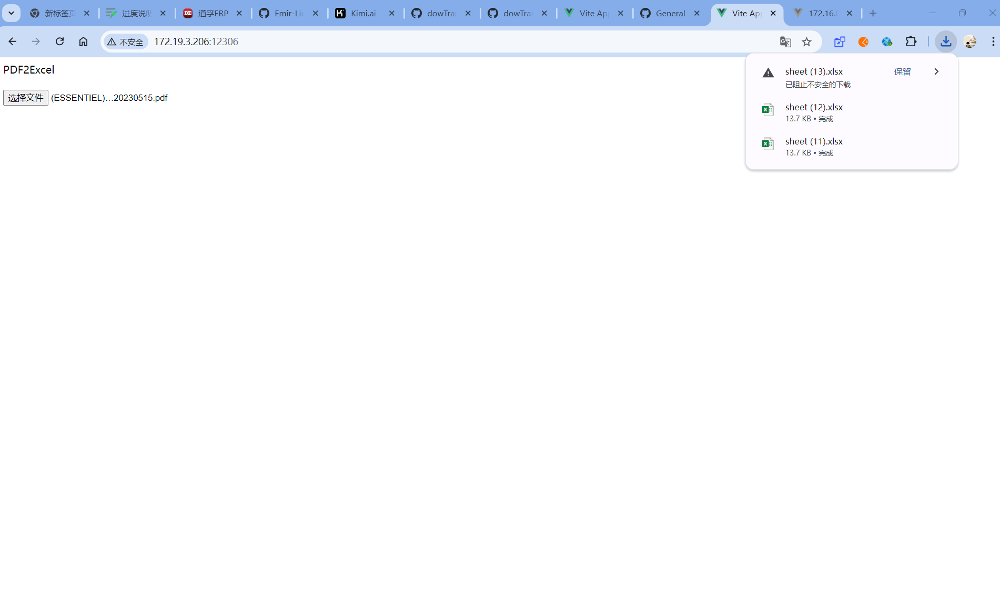 新标签页
进度说明
道孚ERP
Emir-Liu
Kimi.ai -
dowTran
dowTran
Vite App
General
Vite App
172.16.0
不安全
172.19.3.206:12306
PDF2Excel
选择文件 (ESSENTIEL)...20230515.pdf
sheet (13).xlsx
保留
已阻止不安全的下载
sheet (12).xlsx
13.7 KB • 完成
sheet (11).xlsx
13.7 KB • 完成